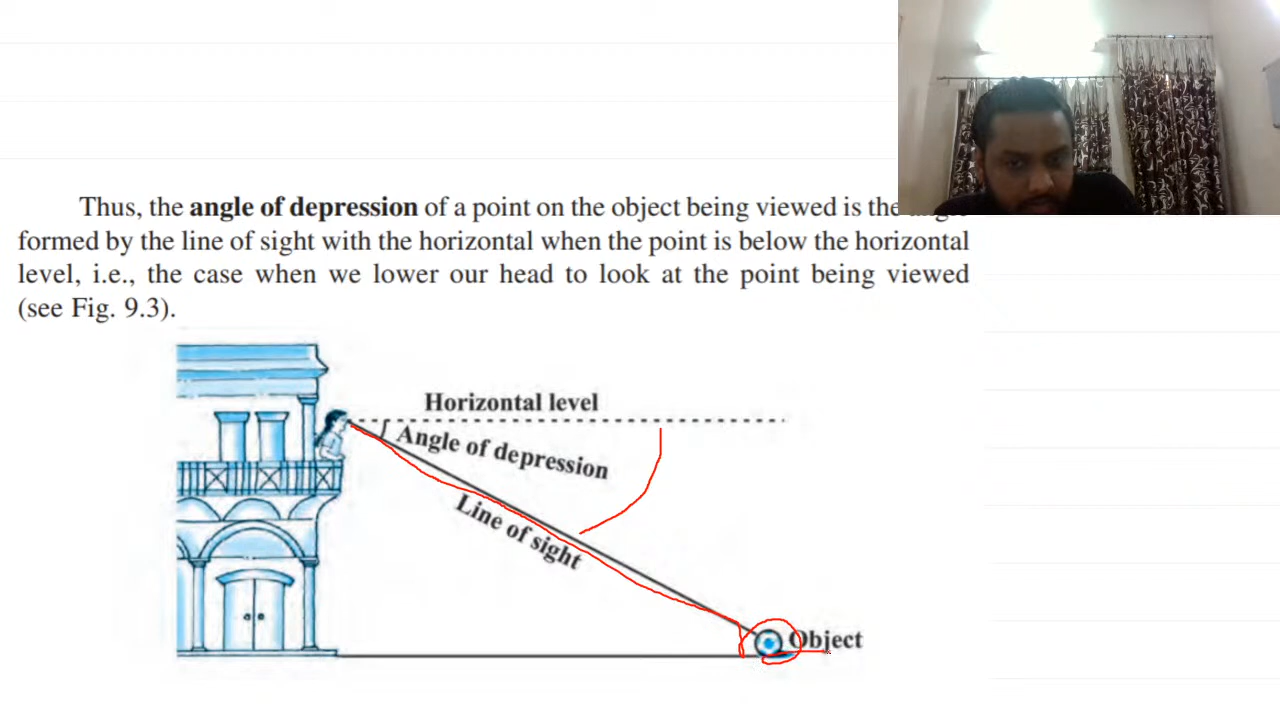 Thus, the angle of depression of a point on the object being viewed is the
formed by the line of sight with the horizontal when the point is below the horizontal
level, i.e., the case when we lower our head to look at the point being viewed
(see Fig. 9.3).
Horizontal level
Angle of depression
Line of sight
Object